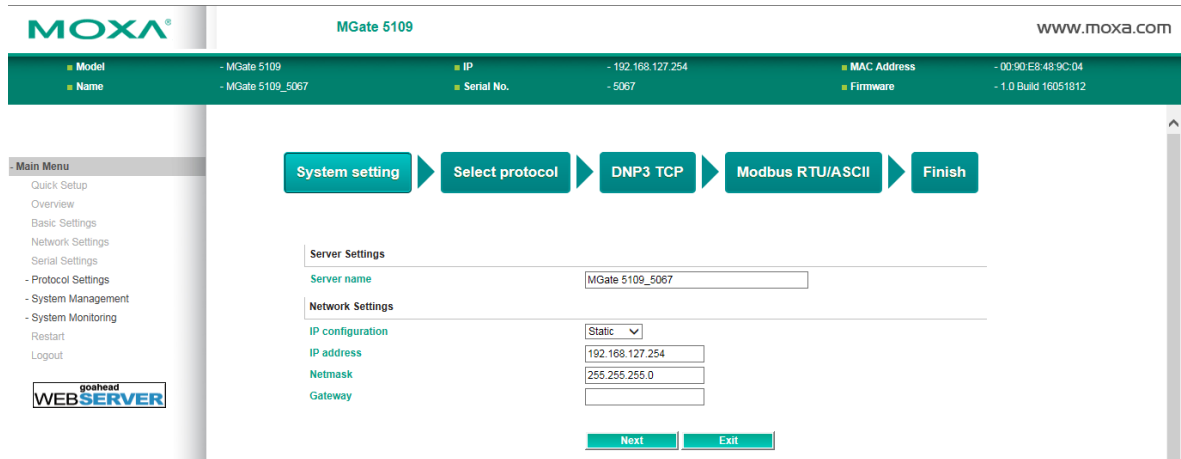 MOXA® MGate 5109 www.moxa.com
Model - MGate 5109 IP - 192.168.127.254 MAC Address - 00:90:E8:48:9C:04
Name - MGate 5109_5067 Serial No. - 5067 Firmware - 1.0 Build 16051812
- Main Menu
Quick Setup
Overview
Basic Settings
Network Settings
Serial Settings
- Protocol Settings
- System Management
- System Monitoring
Restart
Logout
goahead
WEBSERVER
System setting Select protocol DNP3 TCP Modbus RTU/ASCII Finish
Server Settings
Server name MGate 5109_5067
Network Settings
IP configuration Static
IP address 192.168.127.254
Netmask 255.255.255.0
Gateway
Next Exit